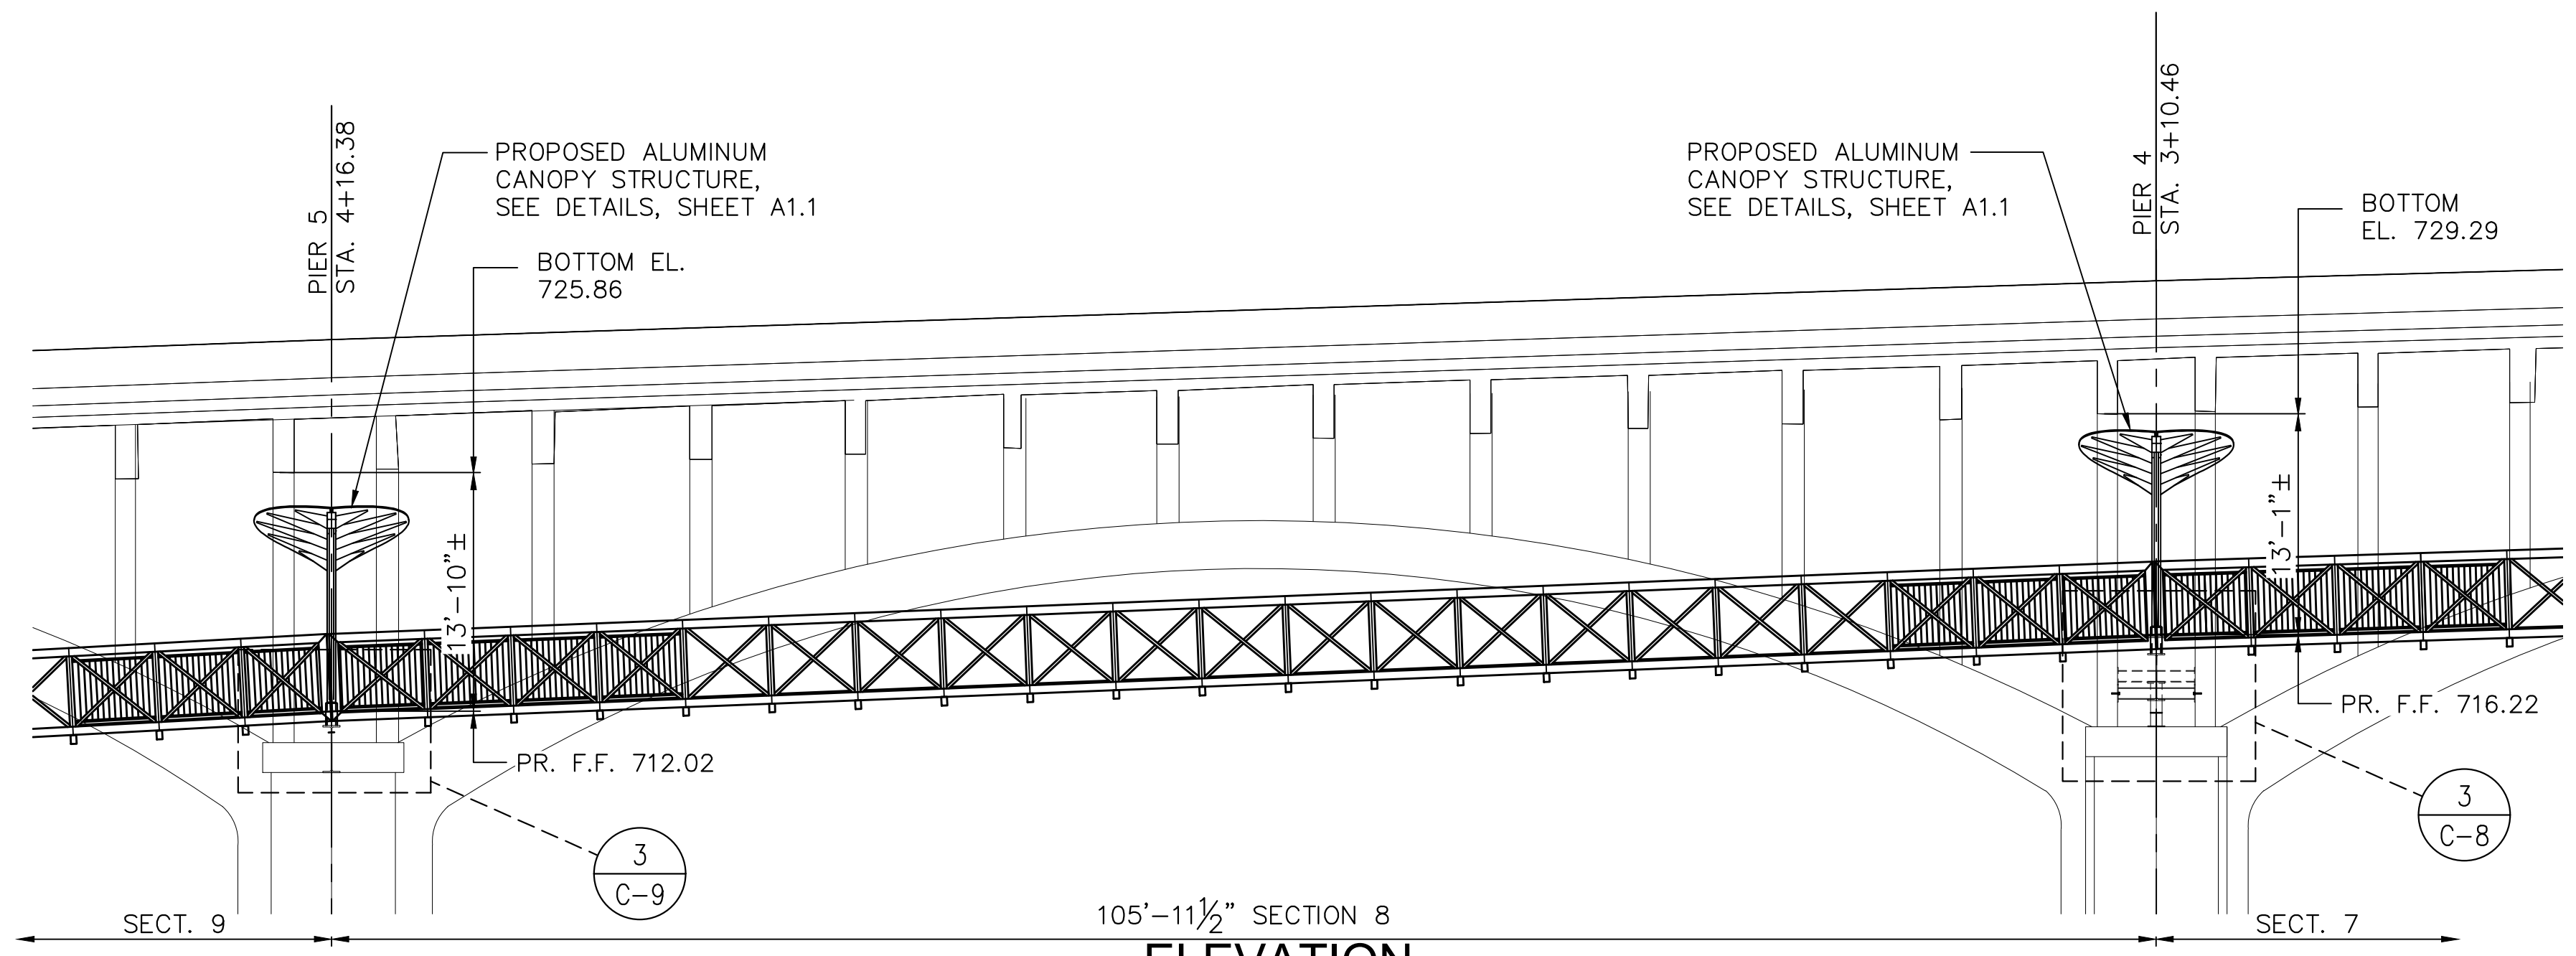 PIER 5
STA. 4+16.38
PROPOSED ALUMINUM
CANOPY STRUCTURE,
SEE DETAILS, SHEET A1.1
BOTTOM EL.
725.86
PROPOSED ALUMINUM
CANOPY STRUCTURE,
SEE DETAILS, SHEET A1.1
PIER 4
STA. 3+10.46
BOTTOM
EL. 729.29
13'-10"±
13'-1"±
PR. F.F. 712.02
PR. F.F. 716.22
3
C-9
3
C-8
SECT. 9
105'-11½" SECTION 8
SECT. 7
ELEVATION